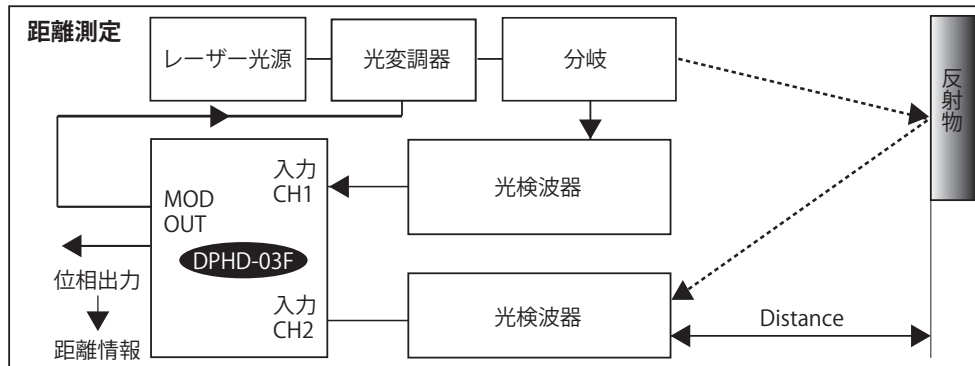 距離測定
レーザー光源
光変調器
分岐
反射物
入力
CH1
光検波器
MOD
OUT
DPHD-03F
位相出力
入力
CH2
光検波器
Distance
距離情報